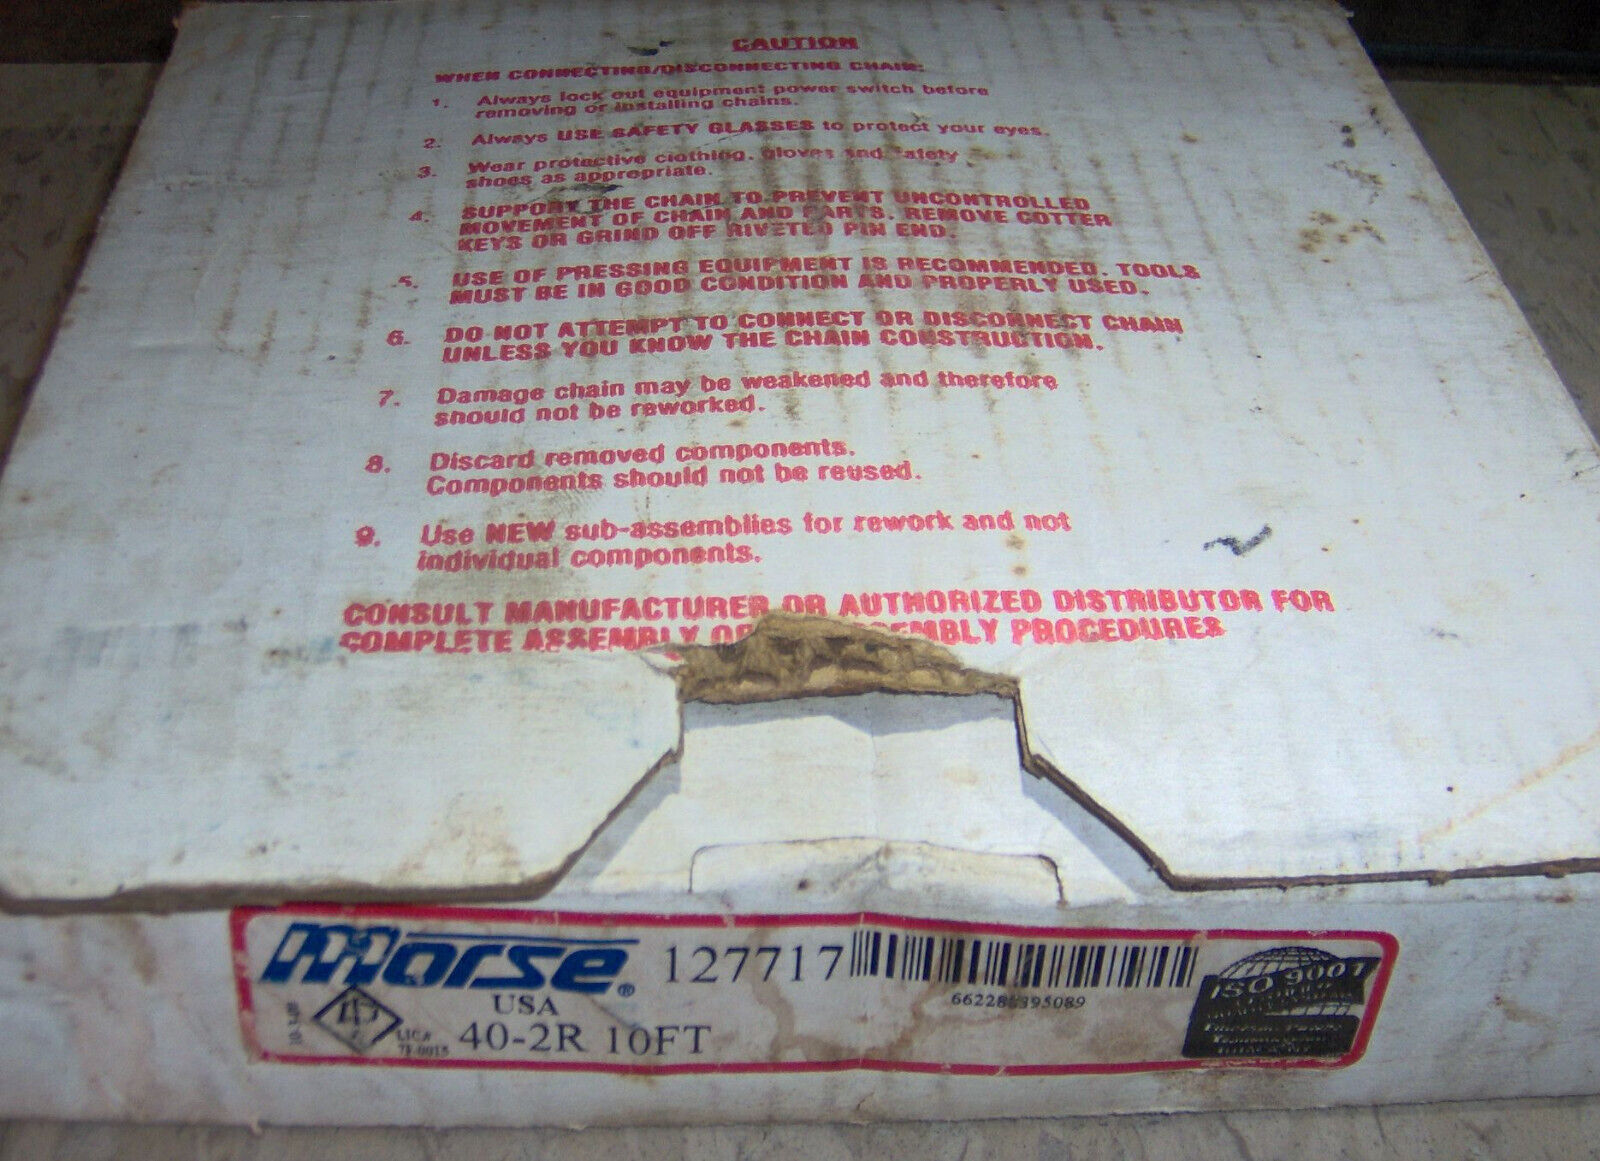 CAUTION
WHEN CONNECTING/DISCONNECTING CHAIN:
1. Always lock out equipment power switch before
removing or installing chains.
2. Always USE SAFETY GLASSES to protect your eyes.
3. Wear protective clothing, gloves and safety
shoes as appropriate.
4. SUPPORT THE CHAIN TO PREVENT UNCONTROLLED
MOVEMENT OF CHAIN AND PARTS. REMOVE COTTER
KEYS OR GRIND OFF RIVETED PIN END.
5. USE OF PRESSING EQUIPMENT IS RECOMMENDED. TOOLS
MUST BE IN GOOD CONDITION AND PROPERLY USED.
6. DO NOT ATTEMPT TO CONNECT OR DISCONNECT CHAIN
UNLESS YOU KNOW THE CHAIN CONSTRUCTION.
7. Damage chain may be weakened and therefore
should not be reworked.
8. Discard removed components.
Components should not be reused.
9. Use NEW sub-assemblies for rework and not
individual components.
CONSULT MANUFACTURER OR AUTHORIZED DISTRIBUTOR FOR
COMPLETE ASSEMBLY PROCEDURES
Morse® 127717
USA
40-2R 10FT
LIC#
ISO 9001